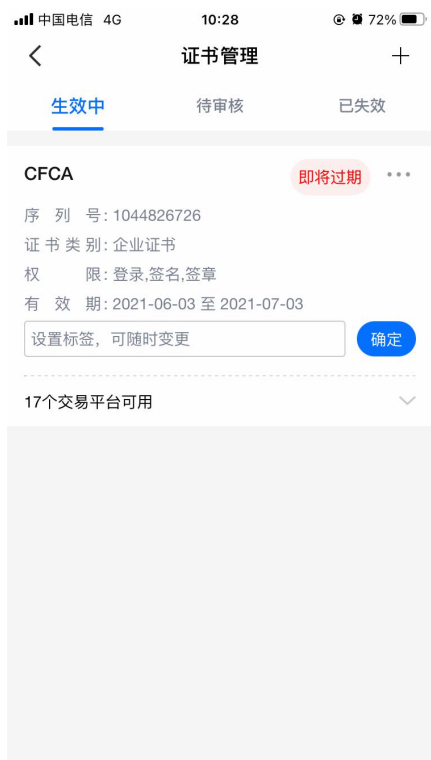 中国电信 4G 10:28 72%
证书管理
生效中 待审核 已失效
CFCA 即将过期
序列号: 1044826726
证书类别: 企业证书
权限: 登录,签名,签章
有效期: 2021-06-03 至 2021-07-03
设置标签，可随时变更 确定
17个交易平台可用